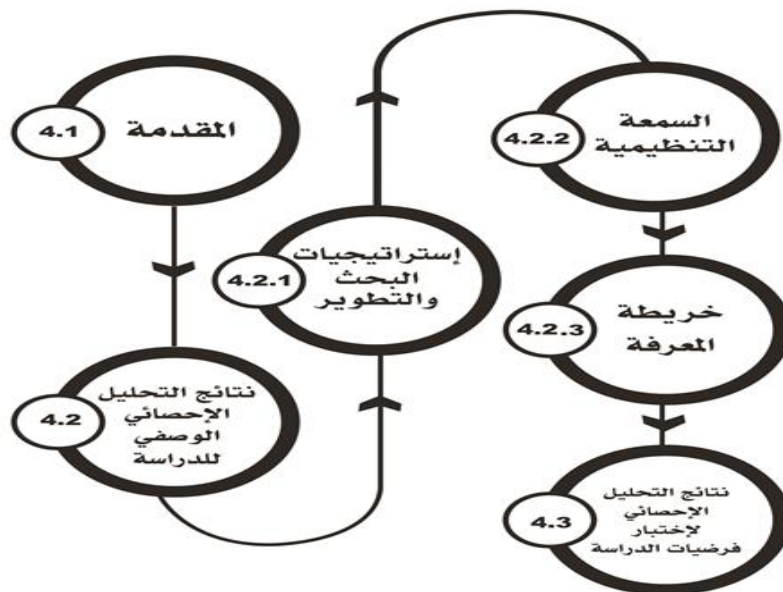 4.1
المقدمة
4.2
نتائج التحليل
الإحصائي
الوصفي
للدراسة
4.2.1
إستراتيجيات
البحث
والتطوير
4.2.2
السمعة
التنظيمية
4.2.3
خريطة
المعرفة
4.3
نتائج التحليل
الإحصائي
لإختبار
فرضيات الدراسة